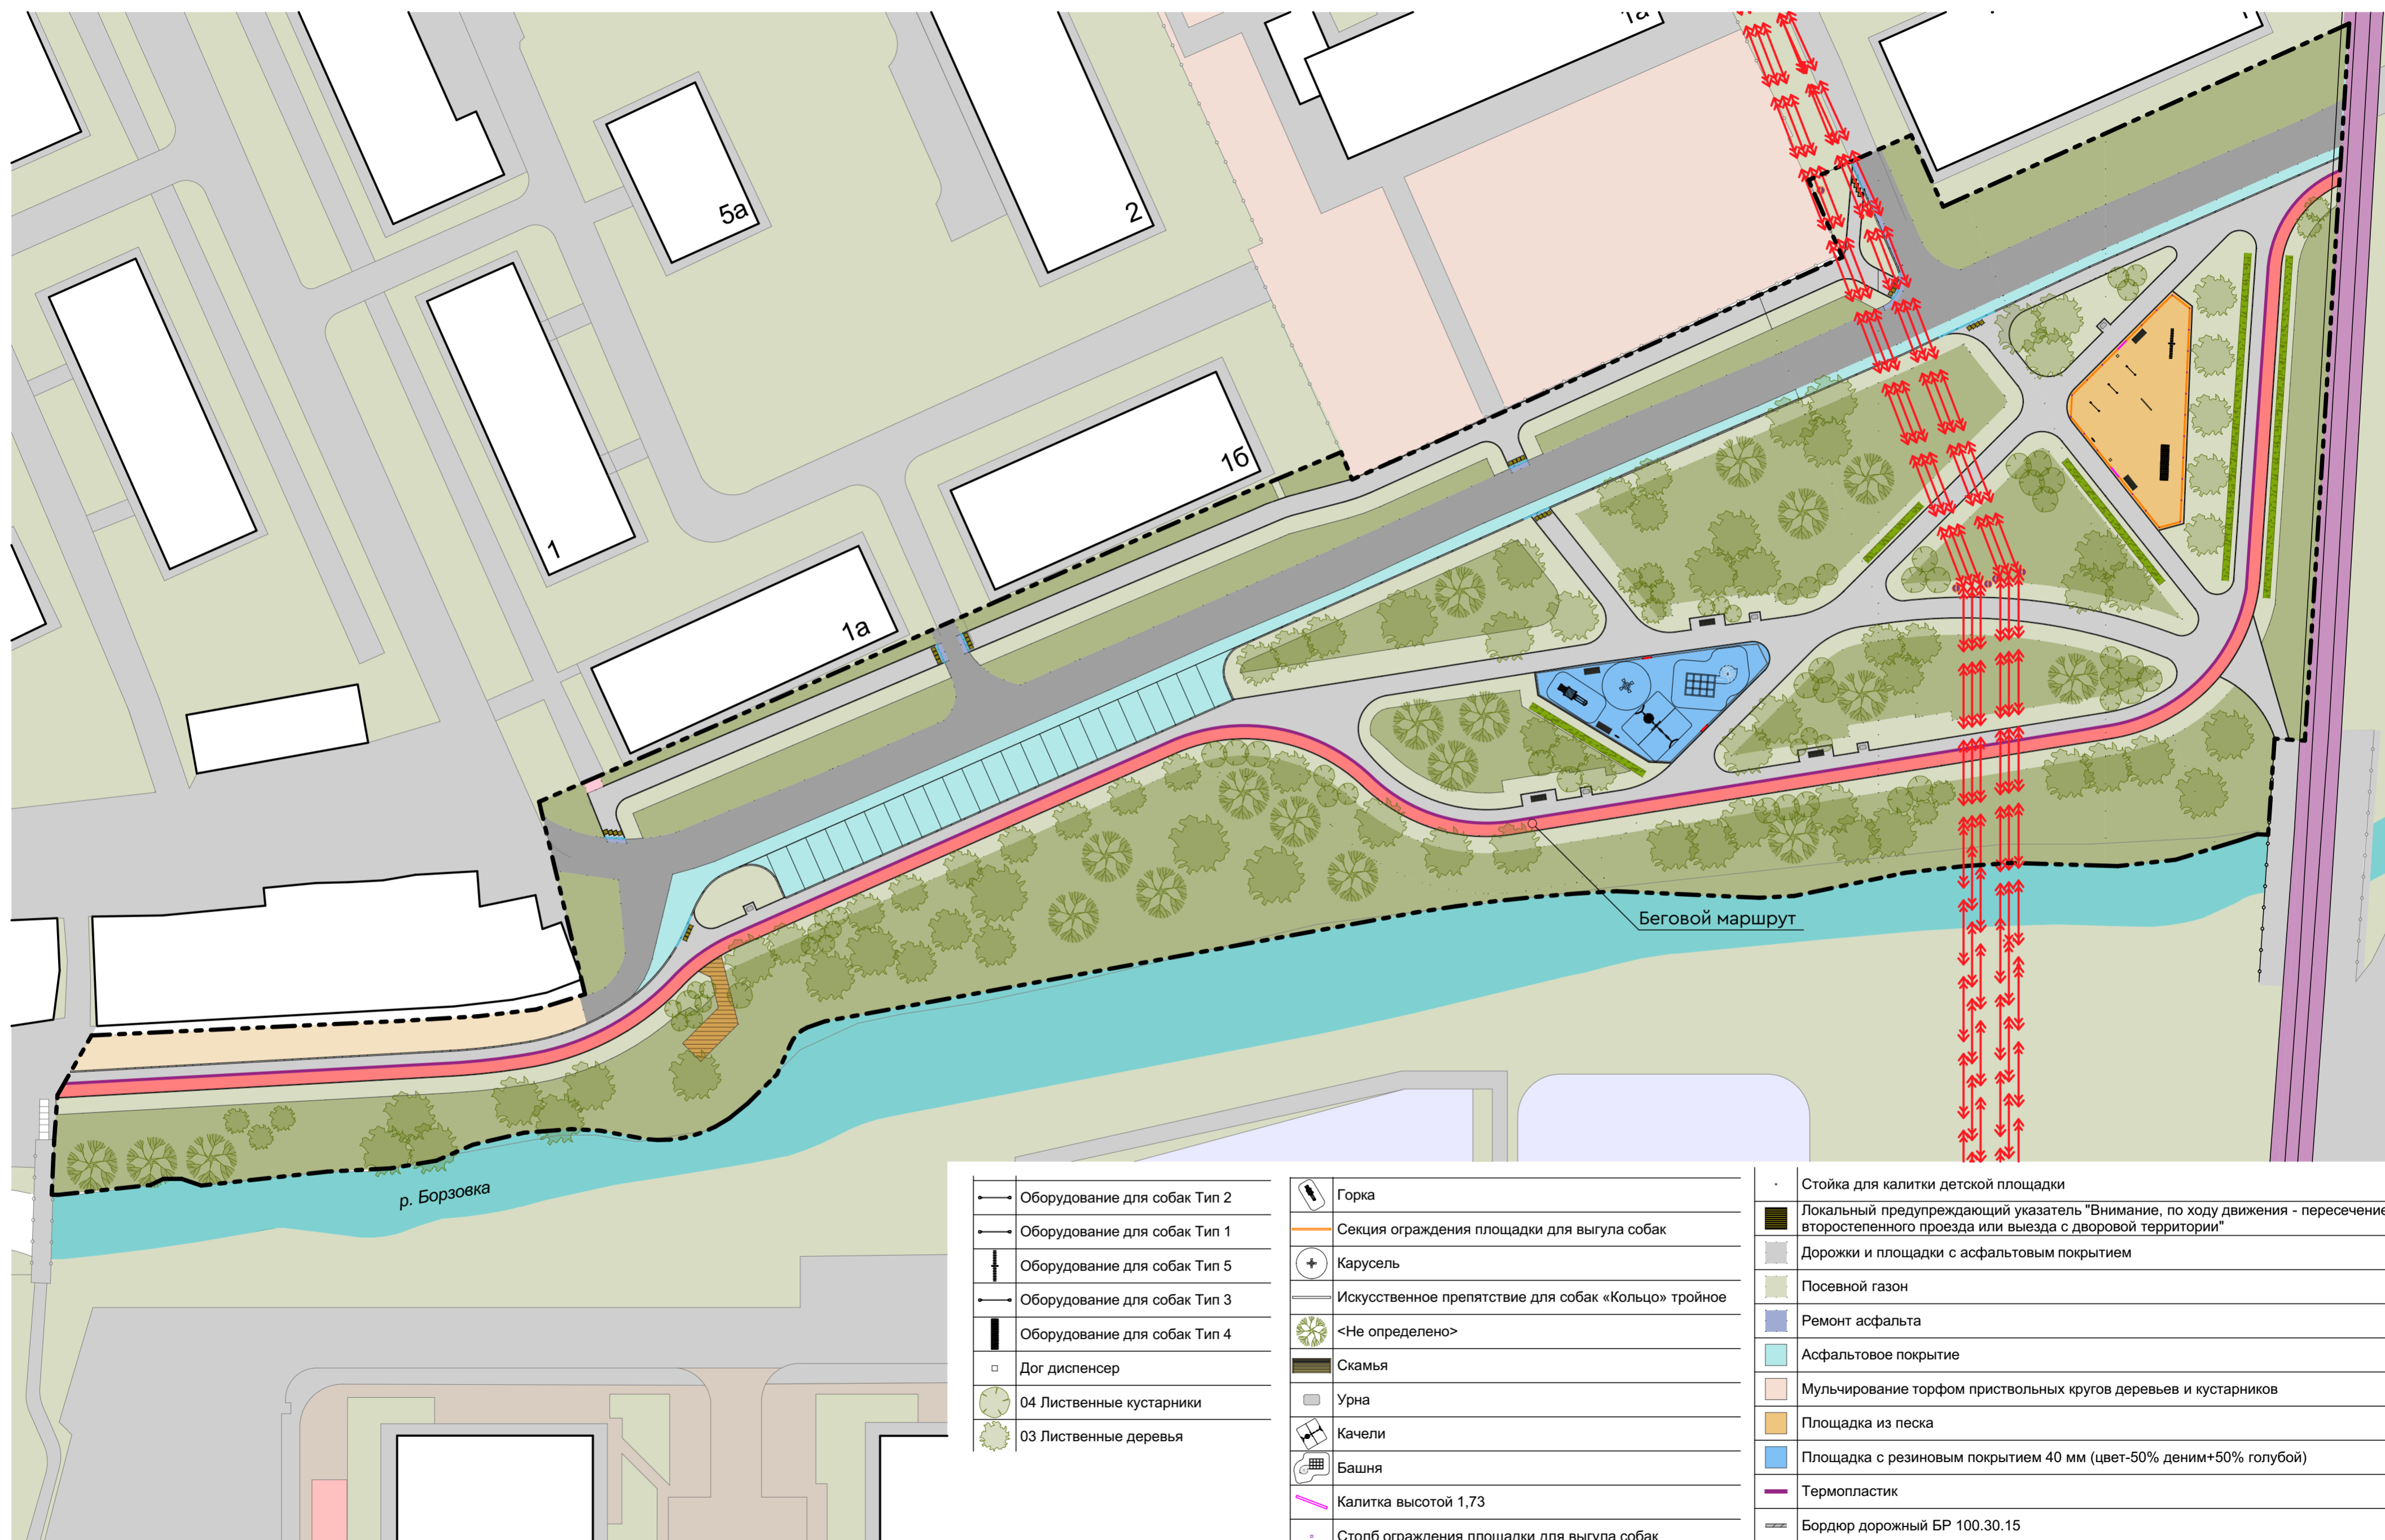 1а
5а
2
1б
1
1а
Беговой маршрут
р. Борзовка
Оборудование для собак Тип 2
Оборудование для собак Тип 1
Оборудование для собак Тип 5
Оборудование для собак Тип 3
Оборудование для собак Тип 4
Дог диспенсер
04 Лиственные кустарники
03 Лиственные деревья
Горка
Секция ограждения площадки для выгула собак
Карусель
Искусственное препятствие для собак «Кольцо» тройное
<Не определено>
Скамья
Урна
Качели
Башня
Калитка высотой 1,73
Столб ограждения площадки для выгула собак
Стойка для калитки детской площадки
Локальный предупреждающий указатель "Внимание, по ходу движения - пересечение
второстепенного проезда или выезда с дворовой территории"
Дорожки и площадки с асфальтовым покрытием
Посевной газон
Ремонт асфальта
Асфальтовое покрытие
Мульчирование торфом приствольных кругов деревьев и кустарников
Площадка из песка
Площадка с резиновым покрытием 40 мм (цвет-50% деним+50% голубой)
Термопластик
Бордюр дорожный БР 100.30.15